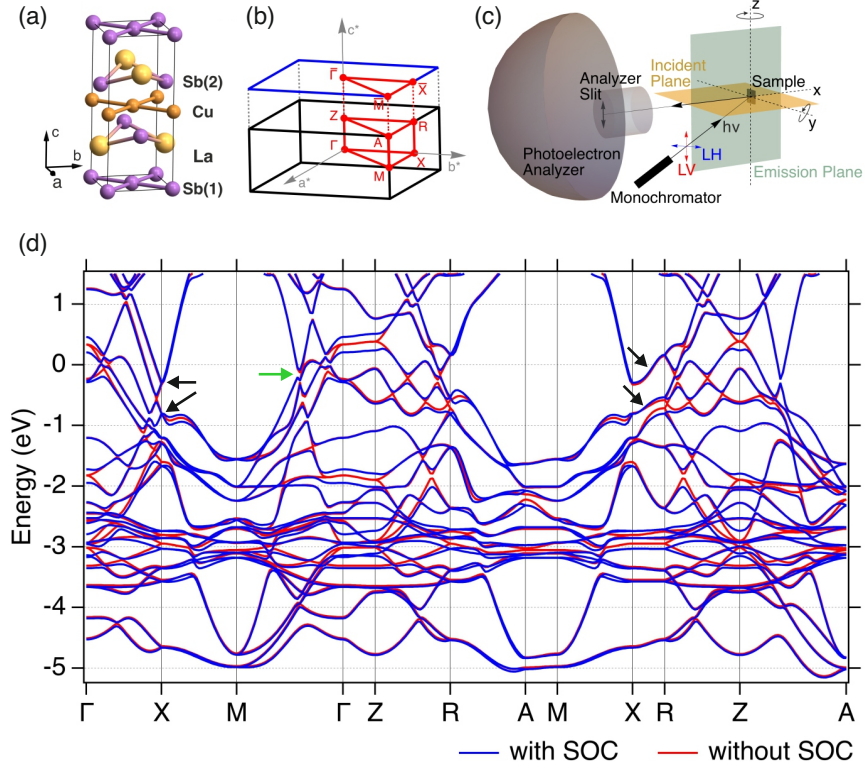 (a)
Sb(2)
Cu
La
Sb(1)
c
b
a
(b)
c*
Γ̅
X̅
M̅
Z
R
A
Γ
X
M
a*
b*
(c)
z
Incident
Plane
Sample
x
y
Analyzer
Slit
hν
Photoelectron
Analyzer
LH
LV
Monochromator
Emission Plane
(d)
Energy (eV)
1
0
-1
-2
-3
-4
-5
Γ X M Γ Z R A M X R Z A
with SOC without SOC